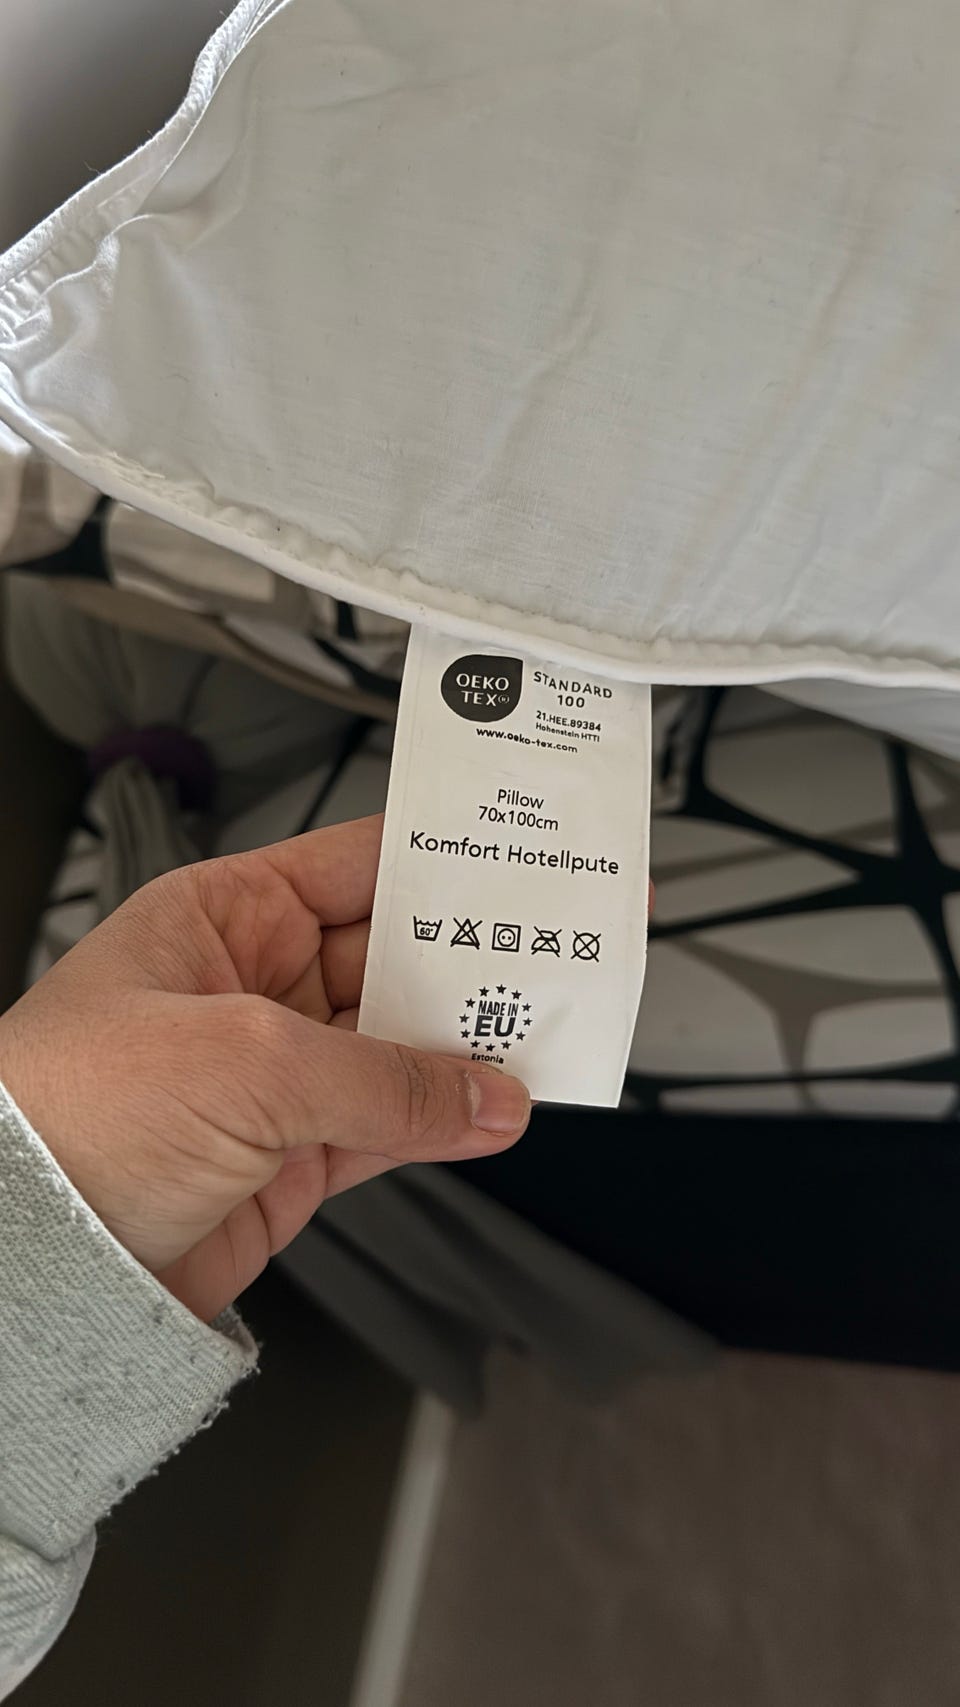 OEKO
TEX®
STANDARD
100
21.HEE.89384
Hohenstein HTTI
www.oeko-tex.com
Pillow
70x100cm
Komfort Hotellpute
60°
MADE IN
EU
Estonia